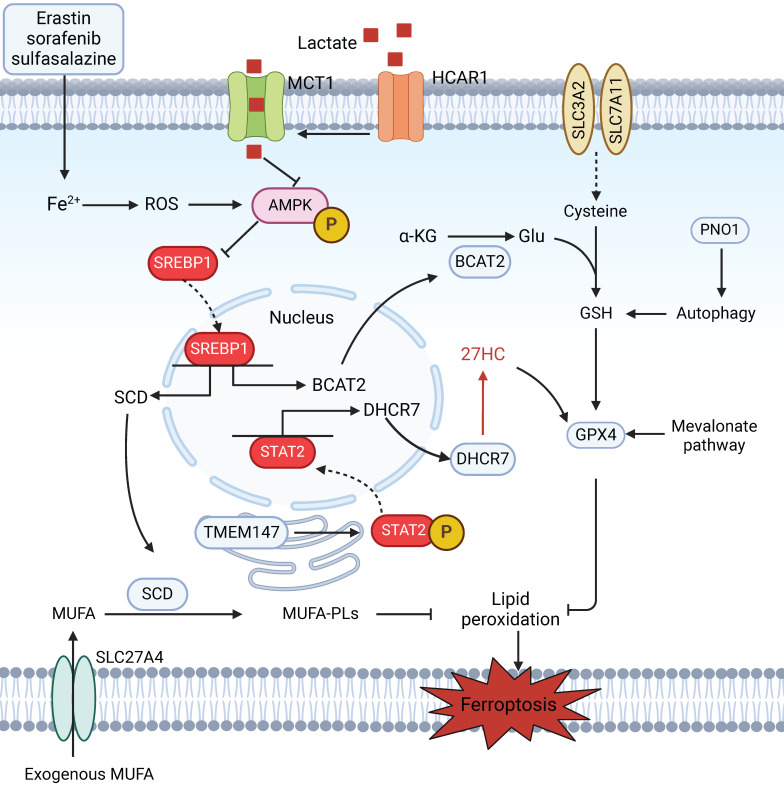 Erastin
sorafenib
sulfasalazine
Lactate
MCT1
HCAR1
SLC3A2
SLC7A11
Fe²⁺
ROS
AMPK
P
Cysteine
α-KG
Glu
BCAT2
PNO1
SREBP1
Nucleus
GSH
Autophagy
SREBP1
27HC
SCD
BCAT2
DHCR7
GPX4
Mevalonate
pathway
STAT2
DHCR7
TMEM147
STAT2
P
SCD
MUFA
MUFA-PLs
Lipid
peroxidation
SLC27A4
Ferroptosis
Exogenous MUFA